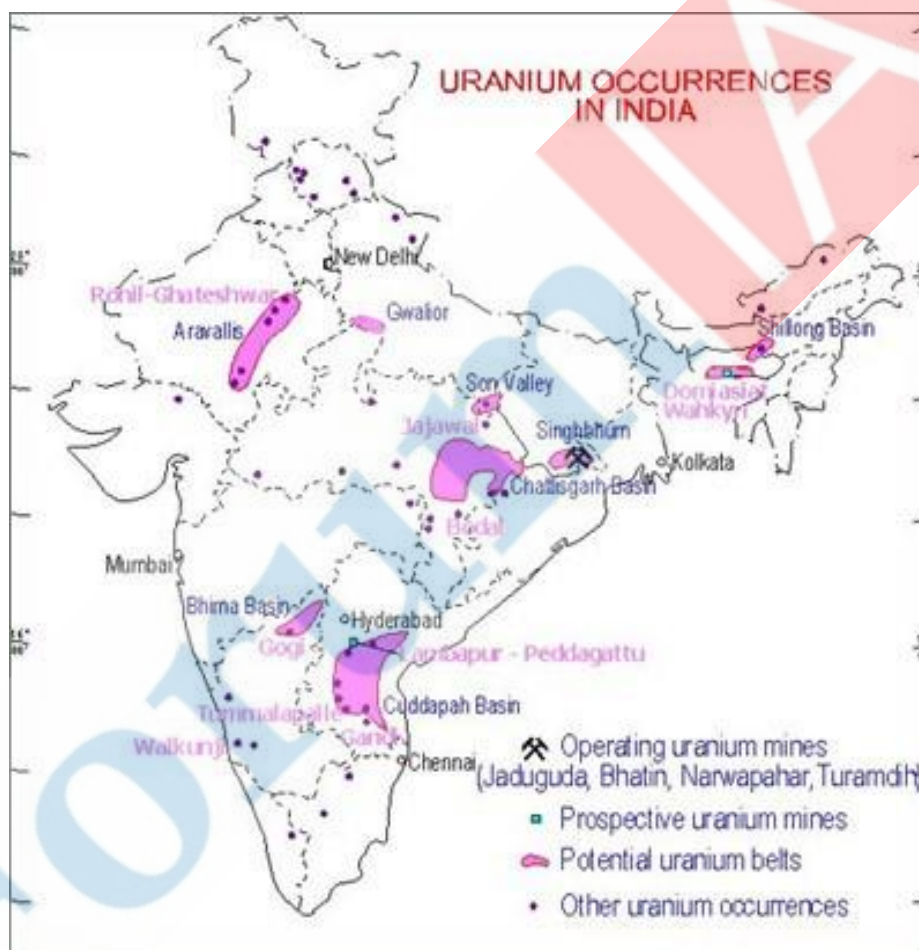 URANIUM OCCURRENCES
IN INDIA
New Delhi
Rohil-Ghateshwar
Aravallis
Gwalior
Shillong Basin
Domiasiat
Wahkyn
Son Valley
Jajawal
Singhbhum
Kolkata
Chattisgarh Basin
Bodal
Mumbai
Bhima Basin
Hyderabad
Gogi
Lambapur - Peddagattu
Tummalapalle
Cuddapah Basin
Gandi
Walkunji
Chennai
Operating uranium mines
(Jaduguda, Bhatin, Narwapahar, Turamdih)
Prospective uranium mines
Potential uranium belts
Other uranium occurrences
orumIA